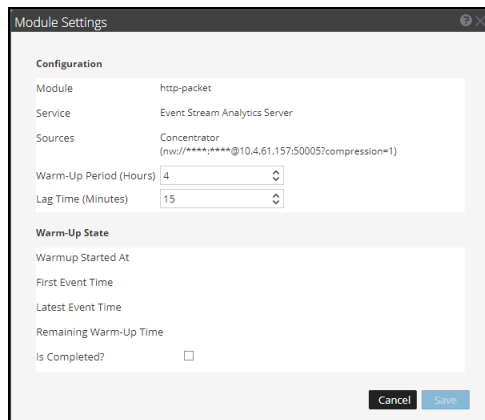 Module Settings
Configuration
Module http-packet
Service Event Stream Analytics Server
Sources Concentrator
(nw://****:****@10.4.61.157:50005?compression=1)
Warm-Up Period (Hours) 4
Lag Time (Minutes) 15
Warm-Up State
Warmup Started At
First Event Time
Latest Event Time
Remaining Warm-Up Time
Is Completed?
Cancel Save